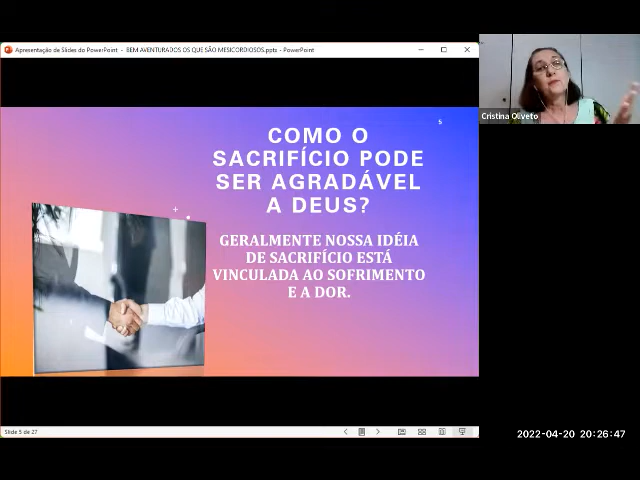 Apresentação de Slides do PowerPoint - BEM AVENTURADOS OS QUE SÃO MESICORDIOSOS.pptx - PowerPoint
Cristina Oliveto
5
COMO O
SACRIFÍCIO PODE
SER AGRADÁVEL
A DEUS?
GERALMENTE NOSSA IDÉIA
DE SACRIFÍCIO ESTÁ
VINCULADA AO SOFRIMENTO
E A DOR.
Slide 5 de 27
2022-04-20 20:26:47